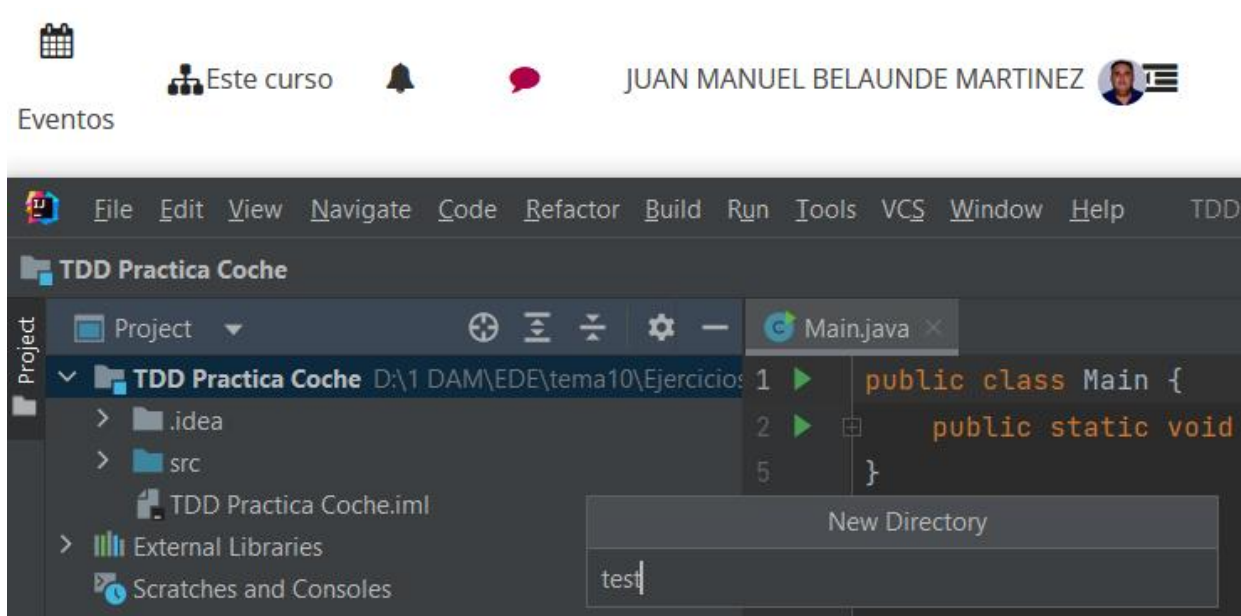 Eventos
Este curso
JUAN MANUEL BELAUNDE MARTINEZ
File Edit View Navigate Code Refactor Build Run Tools VCS Window Help TDD
TDD Practica Coche
Project
Project
Main.java
TDD Practica Coche D:\1 DAM\EDE\tema10\Ejercicios
.idea
src
TDD Practica Coche.iml
External Libraries
Scratches and Consoles
1 public class Main {
2 public static void
5 }
New Directory
test